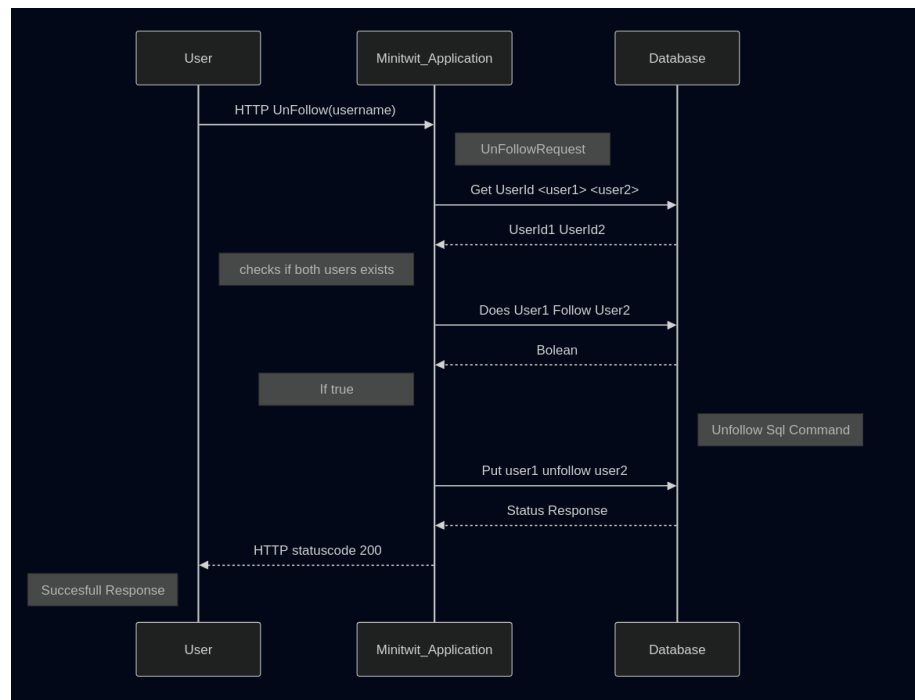 User
Minitwit_Application
Database
HTTP UnFollow(username)
UnFollowRequest
Get UserId <user1> <user2>
UserId1 UserId2
checks if both users exists
Does User1 Follow User2
Bolean
If true
Unfollow Sql Command
Put user1 unfollow user2
Status Response
HTTP statuscode 200
Succesfull Response
User
Minitwit_Application
Database